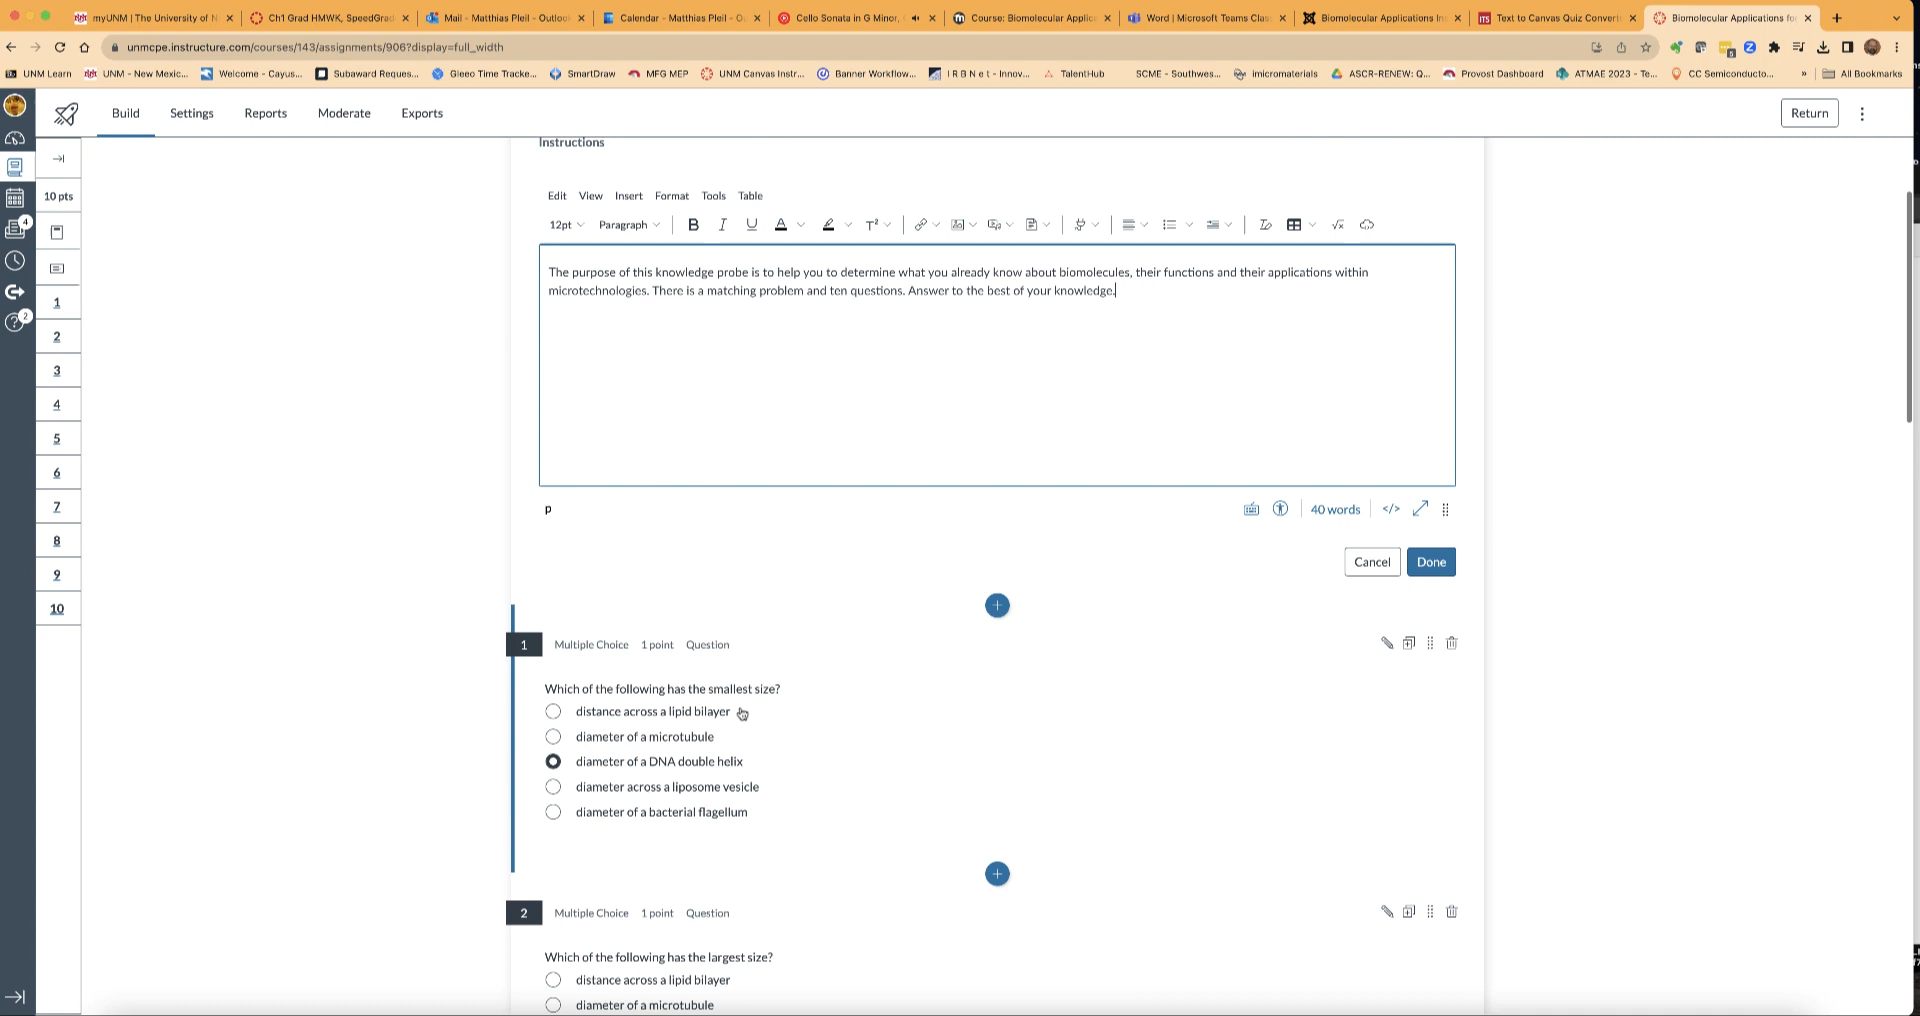 myUNM | The University of N
Ch1 Grad HMWK, SpeedGrad
Mail - Matthias Pleil - Outlook
Calendar - Matthias Pleil - O
Cello Sonata in G Minor,
Course: Biomolecular Applic
Word | Microsoft Teams Clas
Biomolecular Applications In
Text to Canvas Quiz Convert
Biomolecular Applications fo
unmcpe.instructure.com/courses/143/assignments/906?display=full_width
UNM Learn
UNM - New Mexic...
Welcome - Cayus...
Subaward Reques...
Gleeo Time Tracke...
SmartDraw
MFG MEP
UNM Canvas Instr...
Banner Workflow...
I R B N e t - Innov...
TalentHub
SCME - Southwes...
imicromaterials
ASCR-RENEW: Q...
Provost Dashboard
ATMAE 2023 - Te...
CC Semiconducto...
»
All Bookmarks
Build
Settings
Reports
Moderate
Exports
Return
4
2
10 pts
1
2
3
4
5
6
7
8
9
10
Instructions
Edit View Insert Format Tools Table
12pt Paragraph B I U A T²
The purpose of this knowledge probe is to help you to determine what you already know about biomolecules, their functions and their applications within
microtechnologies. There is a matching problem and ten questions. Answer to the best of your knowledge.
p
40 words </>
Cancel Done
1 Multiple Choice 1 point Question
Which of the following has the smallest size?
distance across a lipid bilayer
diameter of a microtubule
diameter of a DNA double helix
diameter across a liposome vesicle
diameter of a bacterial flagellum
2 Multiple Choice 1 point Question
Which of the following has the largest size?
distance across a lipid bilayer
diameter of a microtubule